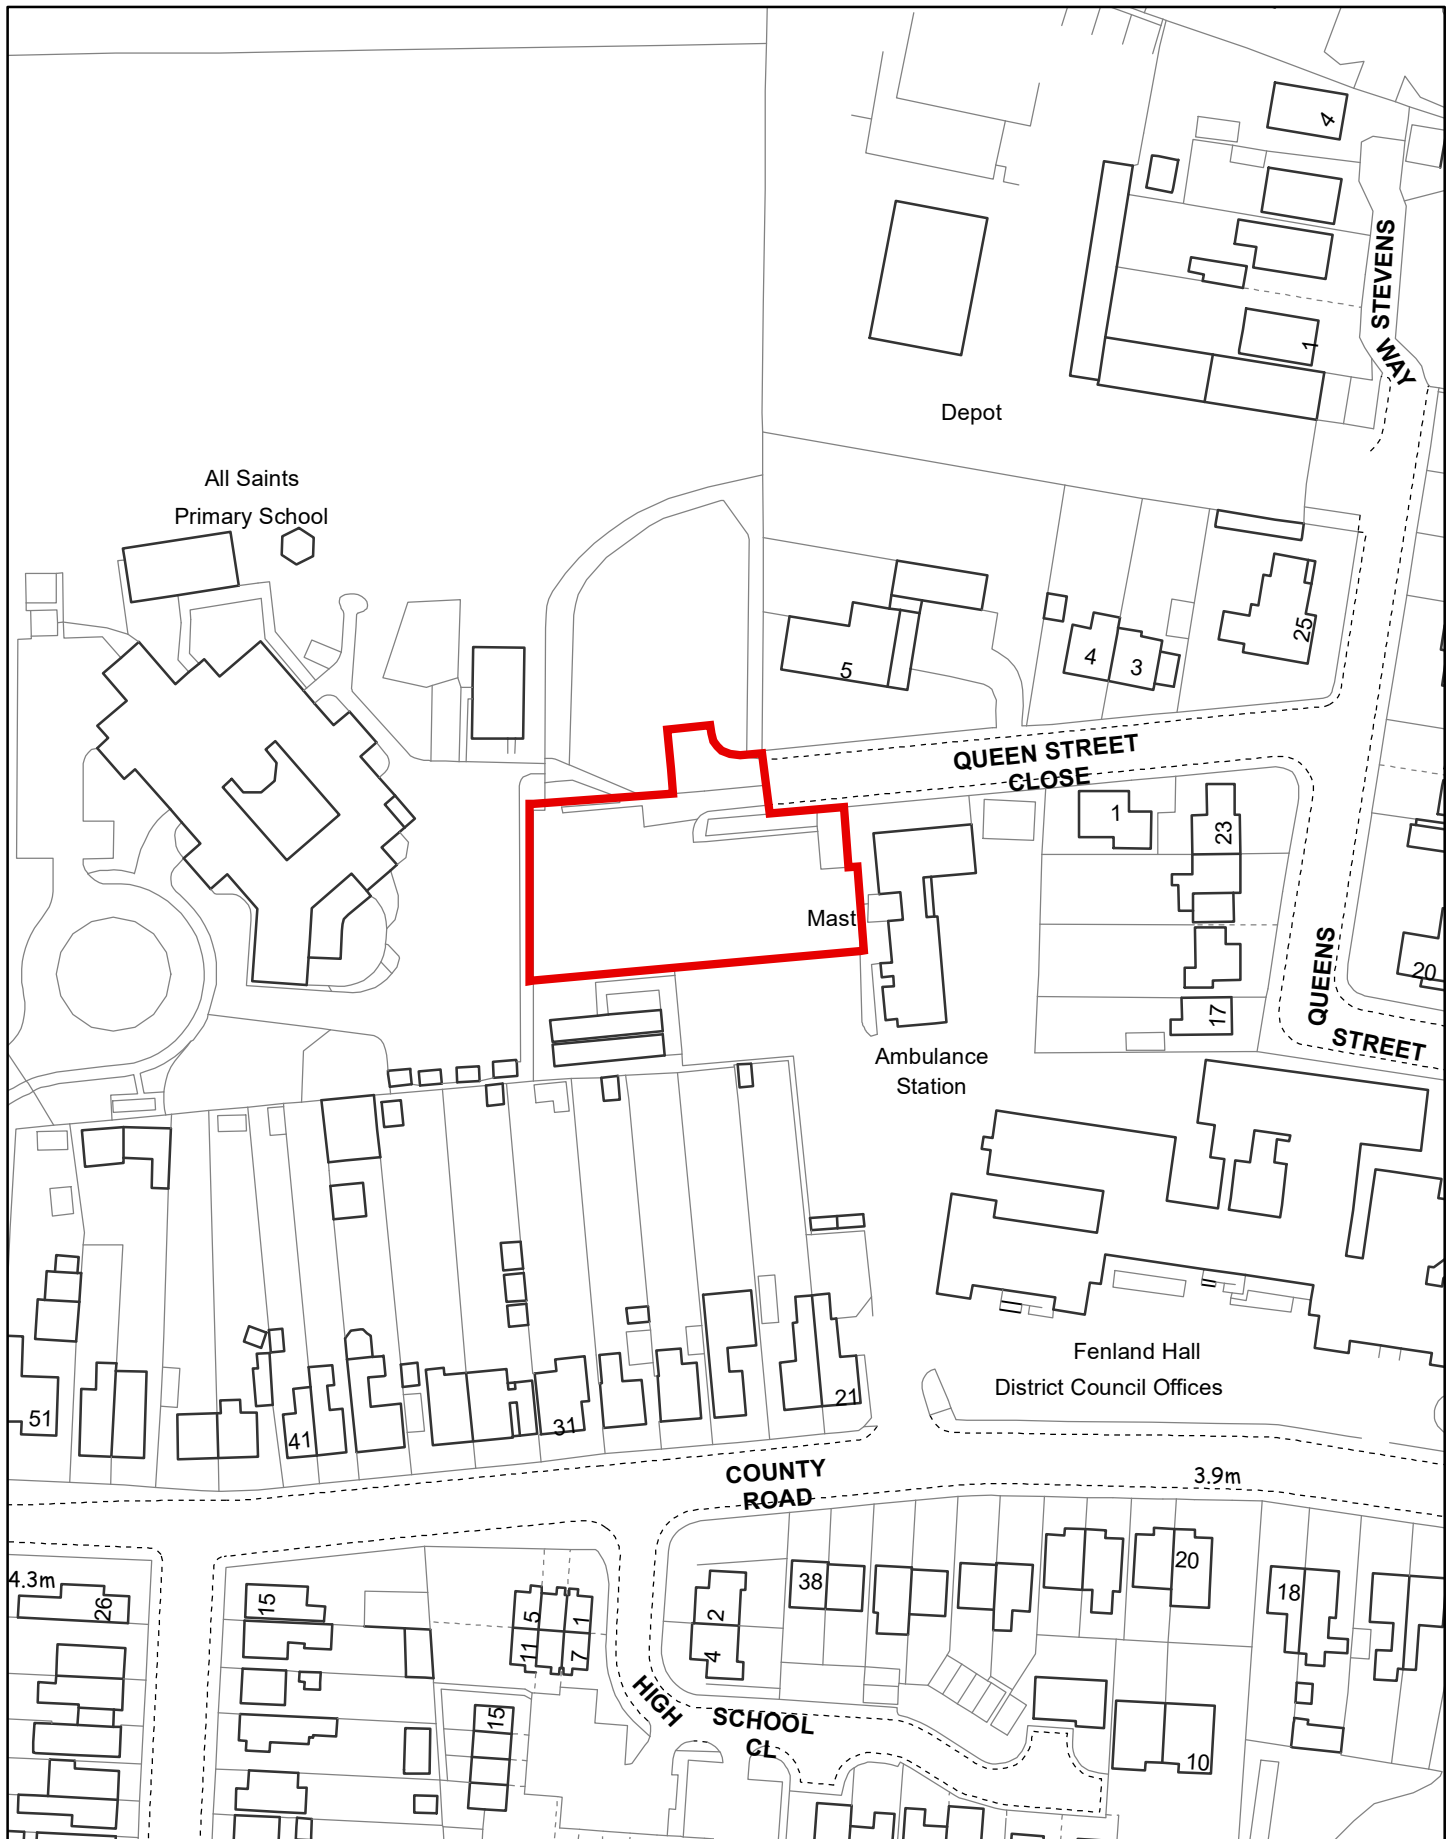 4
STEVENS
WAY
1
Depot
All Saints
Primary School
25
4
3
5
QUEEN STREET
CLOSE
1
23
Mast
QUEENS
STREET
20
17
Ambulance
Station
Fenland Hall
District Council Offices
51
41
31
21
COUNTY
ROAD
3.9m
4.3m
26
15
5
1
11
7
2
4
38
20
18
HIGH
SCHOOL
CL
15
10